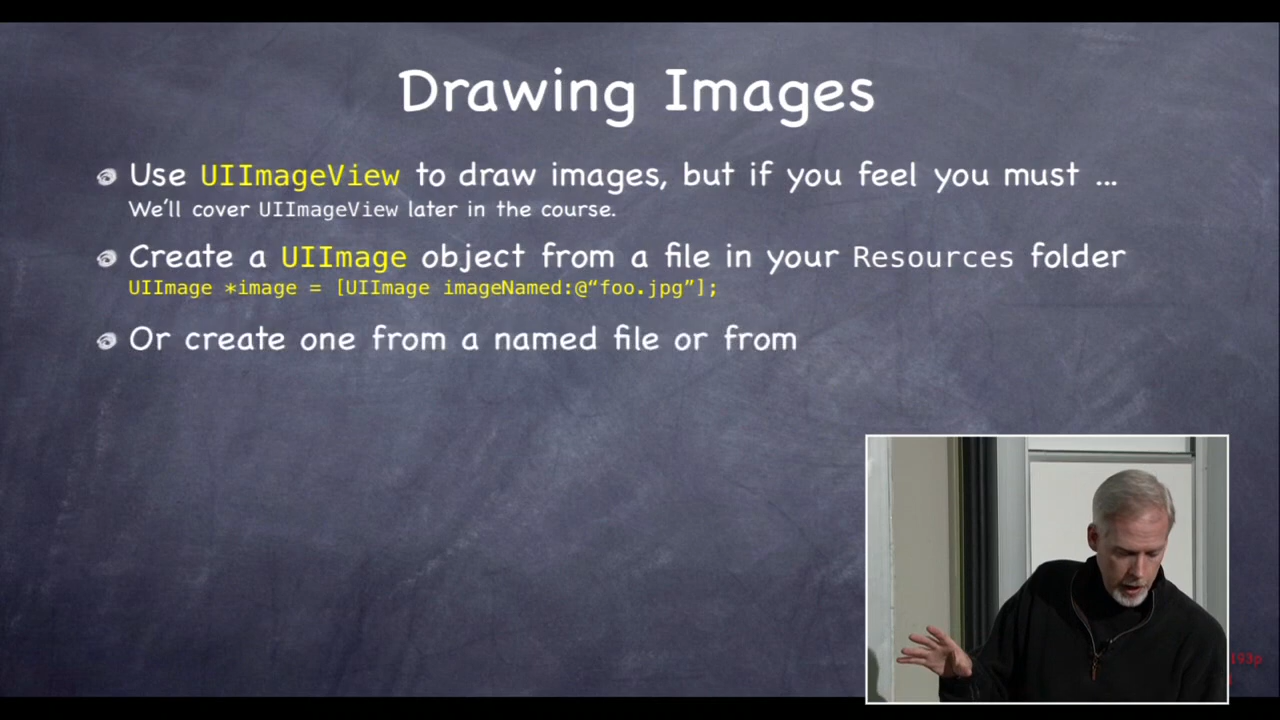 Drawing Images
Use UIImageView to draw images, but if you feel you must ...
We'll cover UIImageView later in the course.
Create a UIImage object from a file in your Resources folder
UIImage *image = [UIImage imageNamed:@“foo.jpg”];
Or create one from a named file or from
193p